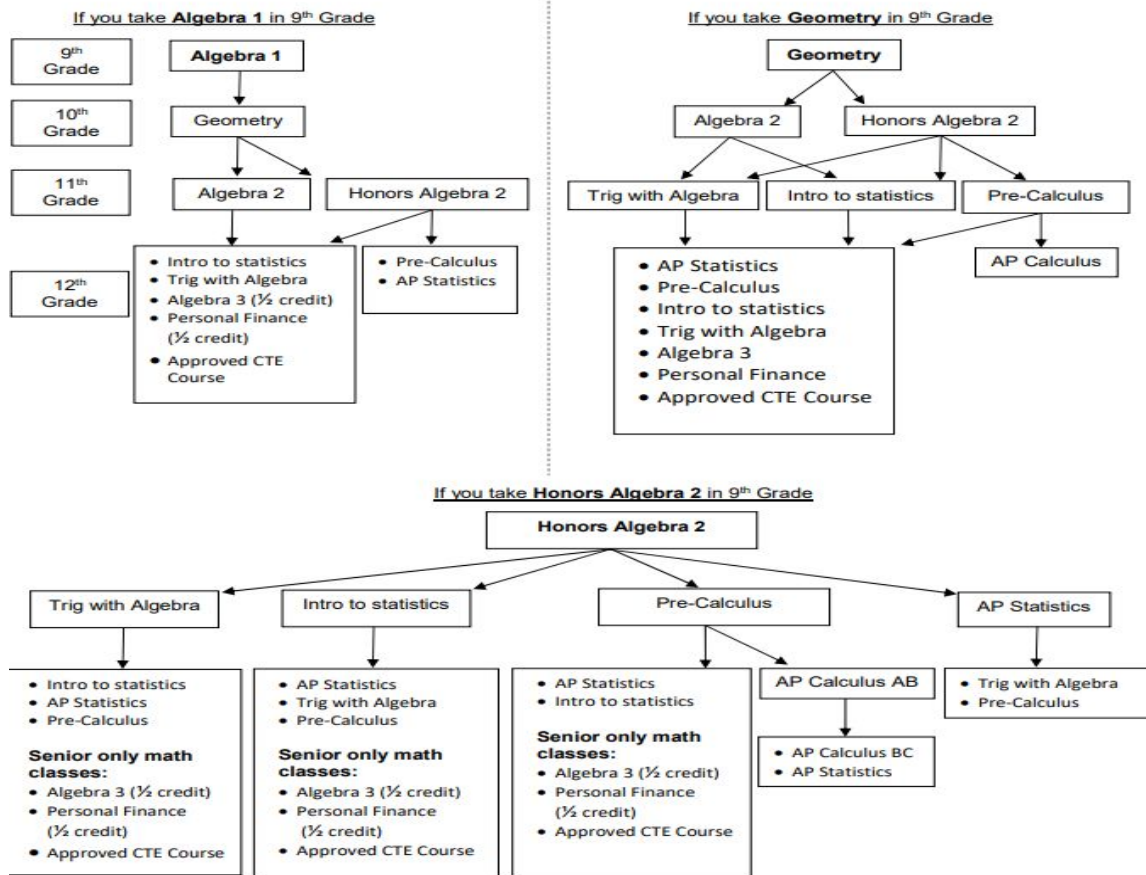 If you take Algebra 1 in 9th Grade
9th
Grade
Algebra 1
10th
Grade
Geometry
11th
Grade
Algebra 2
Honors Algebra 2
12th
Grade
• Intro to statistics
• Trig with Algebra
• Algebra 3 (½ credit)
• Personal Finance
(½ credit)
• Approved CTE
Course
• Pre-Calculus
• AP Statistics
If you take Geometry in 9th Grade
Geometry
Algebra 2
Honors Algebra 2
Trig with Algebra
Intro to statistics
Pre-Calculus
• AP Statistics
• Pre-Calculus
• Intro to statistics
• Trig with Algebra
• Algebra 3
• Personal Finance
• Approved CTE Course
AP Calculus
If you take Honors Algebra 2 in 9th Grade
Honors Algebra 2
Trig with Algebra
Intro to statistics
Pre-Calculus
AP Statistics
• Intro to statistics
• AP Statistics
• Pre-Calculus
Senior only math
classes:
• Algebra 3 (½ credit)
• Personal Finance
(½ credit)
• Approved CTE Course
• AP Statistics
• Trig with Algebra
• Pre-Calculus
Senior only math
classes:
• Algebra 3 (½ credit)
• Personal Finance
(½ credit)
• Approved CTE Course
• AP Statistics
• Intro to statistics
Senior only math
classes:
• Algebra 3 (½ credit)
• Personal Finance
(½ credit)
• Approved CTE Course
AP Calculus AB
• AP Calculus BC
• AP Statistics
• Trig with Algebra
• Pre-Calculus